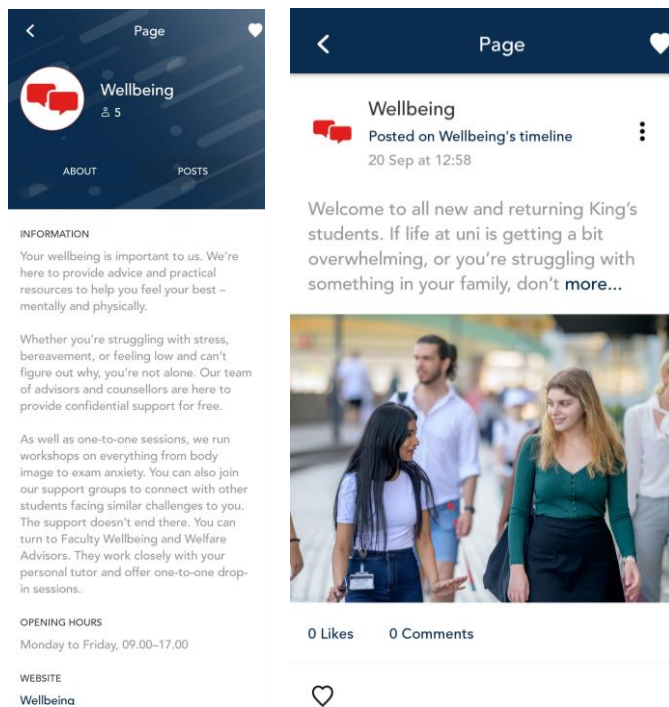 Page
Wellbeing
5
ABOUT
POSTS
INFORMATION
Your wellbeing is important to us. We're
here to provide advice and practical
resources to help you feel your best –
mentally and physically.
Whether you're struggling with stress,
bereavement, or feeling low and can't
figure out why, you're not alone. Our team
of advisors and counsellors are here to
provide confidential support for free.
As well as one-to-one sessions, we run
workshops on everything from body
image to exam anxiety. You can also join
our support groups to connect with other
students facing similar challenges to you.
The support doesn't end there. You can
turn to Faculty Wellbeing and Welfare
Advisors. They work closely with your
personal tutor and offer one-to-one drop-
in sessions.
OPENING HOURS
Monday to Friday, 09.00–17.00
WEBSITE
Wellbeing
Page
Wellbeing
Posted on Wellbeing's timeline
20 Sep at 12:58
Welcome to all new and returning King's
students. If life at uni is getting a bit
overwhelming, or you're struggling with
something in your family, don't more...
0 Likes
0 Comments